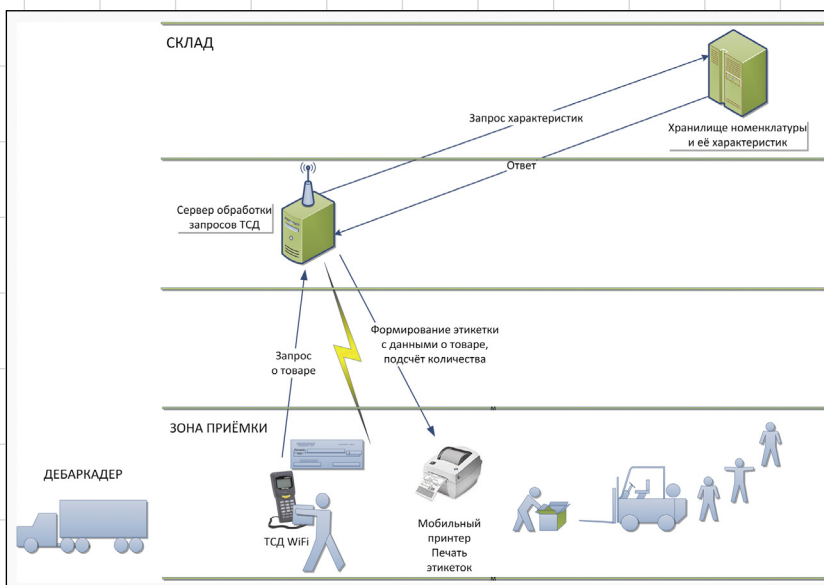 СКЛАД
Запрос характеристик
Хранилище номенклатуры
и её характеристик
Ответ
Сервер обработки
запросов ТСД
Формирование этикетки
с данными о товаре,
подсчёт количества
Запрос
о товаре
м
ЗОНА ПРИЁМКИ
ДЕБАРКАДЕР
ТСД WiFi
Мобильный
принтер
Печать
этикеток
м